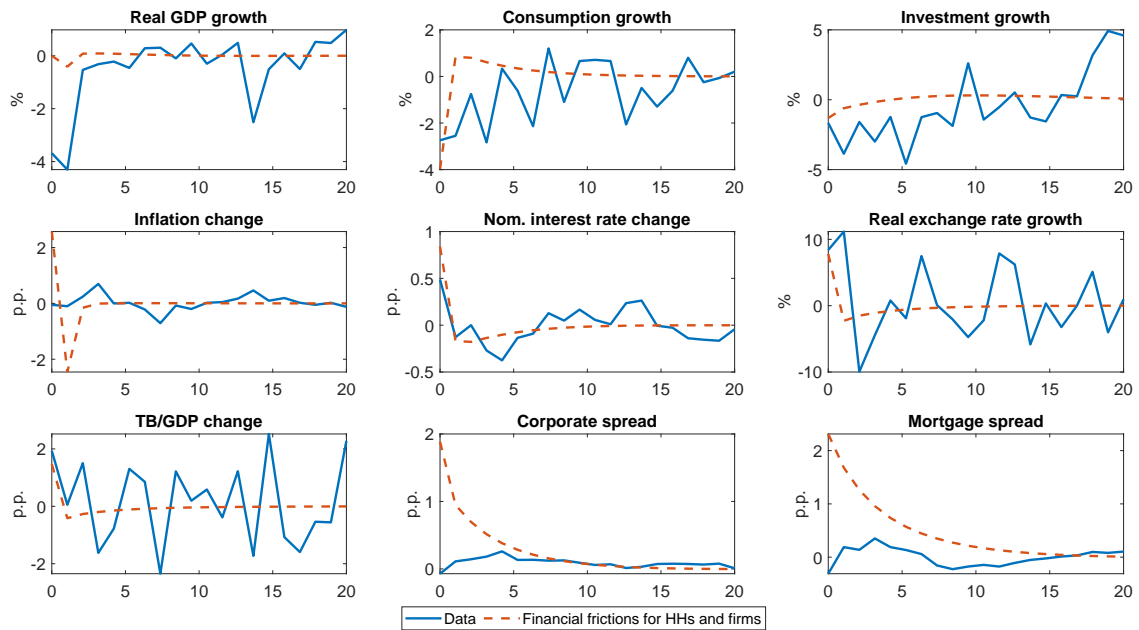 Real GDP growth
Consumption growth
Investment growth
%
0
-2
-4
0 5 10 15 20
2
0
-2
-4
0 5 10 15 20
%
5
0
-5
0 5 10 15 20
Inflation change
Nom. interest rate change
Real exchange rate growth
p.p.
2
0
-2
0 5 10 15 20
p.p.
1
0.5
0
-0.5
0 5 10 15 20
%
10
0
-10
0 5 10 15 20
TB/GDP change
Corporate spread
Mortgage spread
p.p.
2
0
-2
0 5 10 15 20
p.p.
2
1
0
0 5 10 15 20
p.p.
2
1
0
0 5 10 15 20
Data Financial frictions for HHs and firms